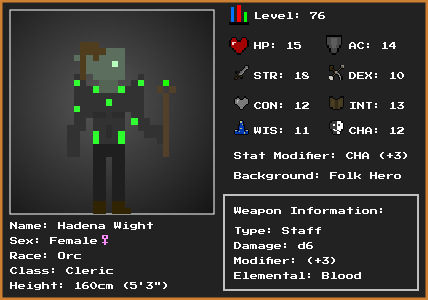 Level: 76
HP: 15 AC: 14
STR: 18 DEX: 10
CON: 12 INT: 13
WIS: 11 CHA: 12
Stat Modifier: CHA (+3)
Background: Folk Hero
Name: Hadena Wight
Sex: Female♀
Race: Orc
Class: Cleric
Height: 160cm (5'3")
Weapon Information:
Type: Staff
Damage: d6
Modifier: (+3)
Elemental: Blood